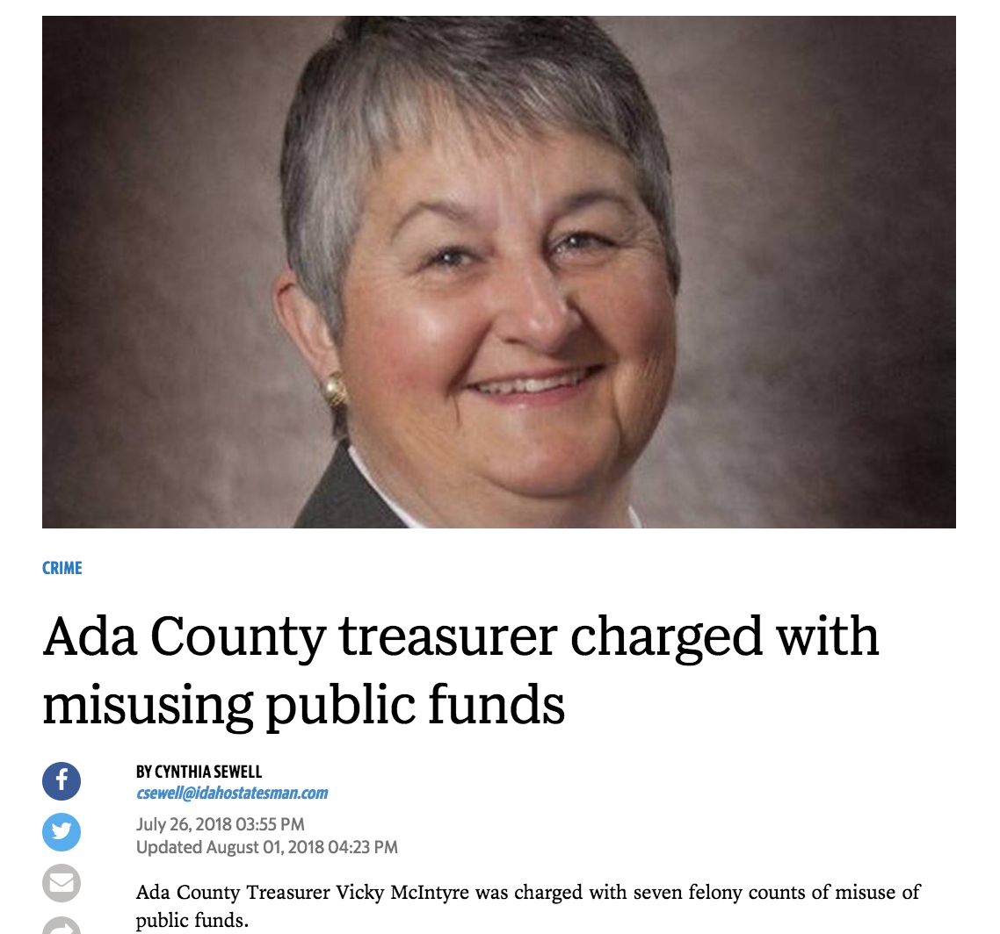 CRIME
Ada County treasurer charged with
misusing public funds
BY CYNTHIA SEWELL
csewell@idahostatesman.com
July 26, 2018 03:55 PM
Updated August 01, 2018 04:23 PM
Ada County Treasurer Vicky McIntyre was charged with seven felony counts of misuse of
public funds.